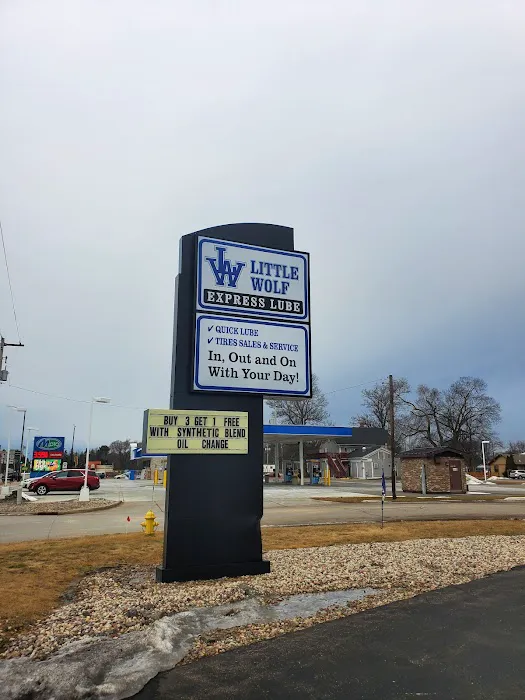 LW LITTLE
WOLF
EXPRESS LUBE
✓ QUICK LUBE
✓ TIRES SALES & SERVICE
In, Out and On
With Your Day!
BUY 3 GET 1 FREE
WITH SYNTHETIC BLEND
OIL CHANGE